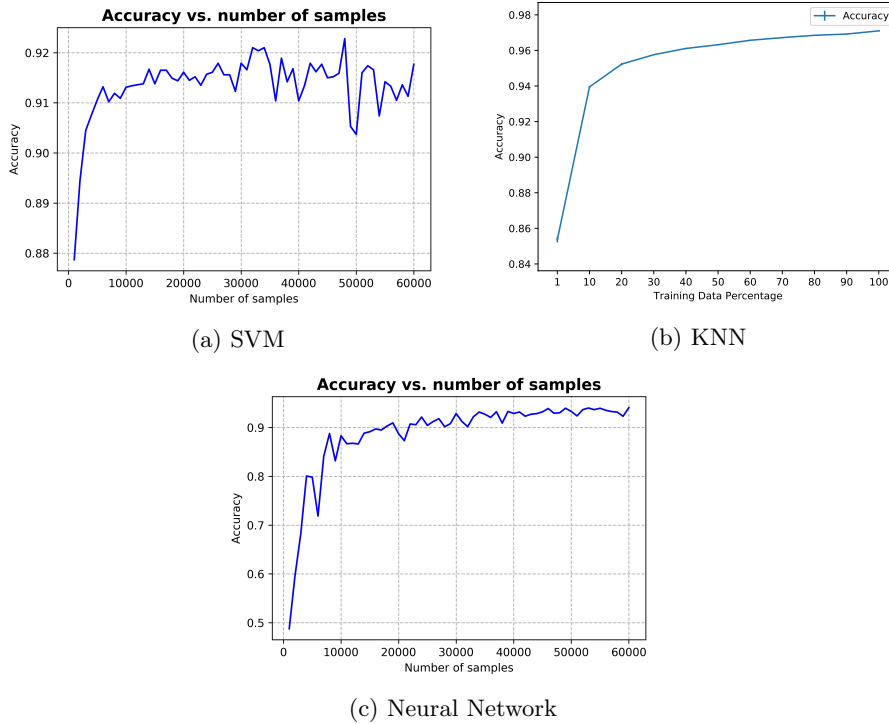 Accuracy vs. number of samples
0.92
0.91
0.90
0.89
0.88
Accuracy
0 10000 20000 30000 40000 50000 60000
Number of samples
(a) SVM
Accuracy
0.98
0.96
0.94
0.92
0.90
0.88
0.86
0.84
Accuracy
1 10 20 30 40 50 60 70 80 90 100
Training Data Percentage
(b) KNN
Accuracy vs. number of samples
0.9
0.8
0.7
0.6
0.5
Accuracy
0 10000 20000 30000 40000 50000 60000
Number of samples
(c) Neural Network